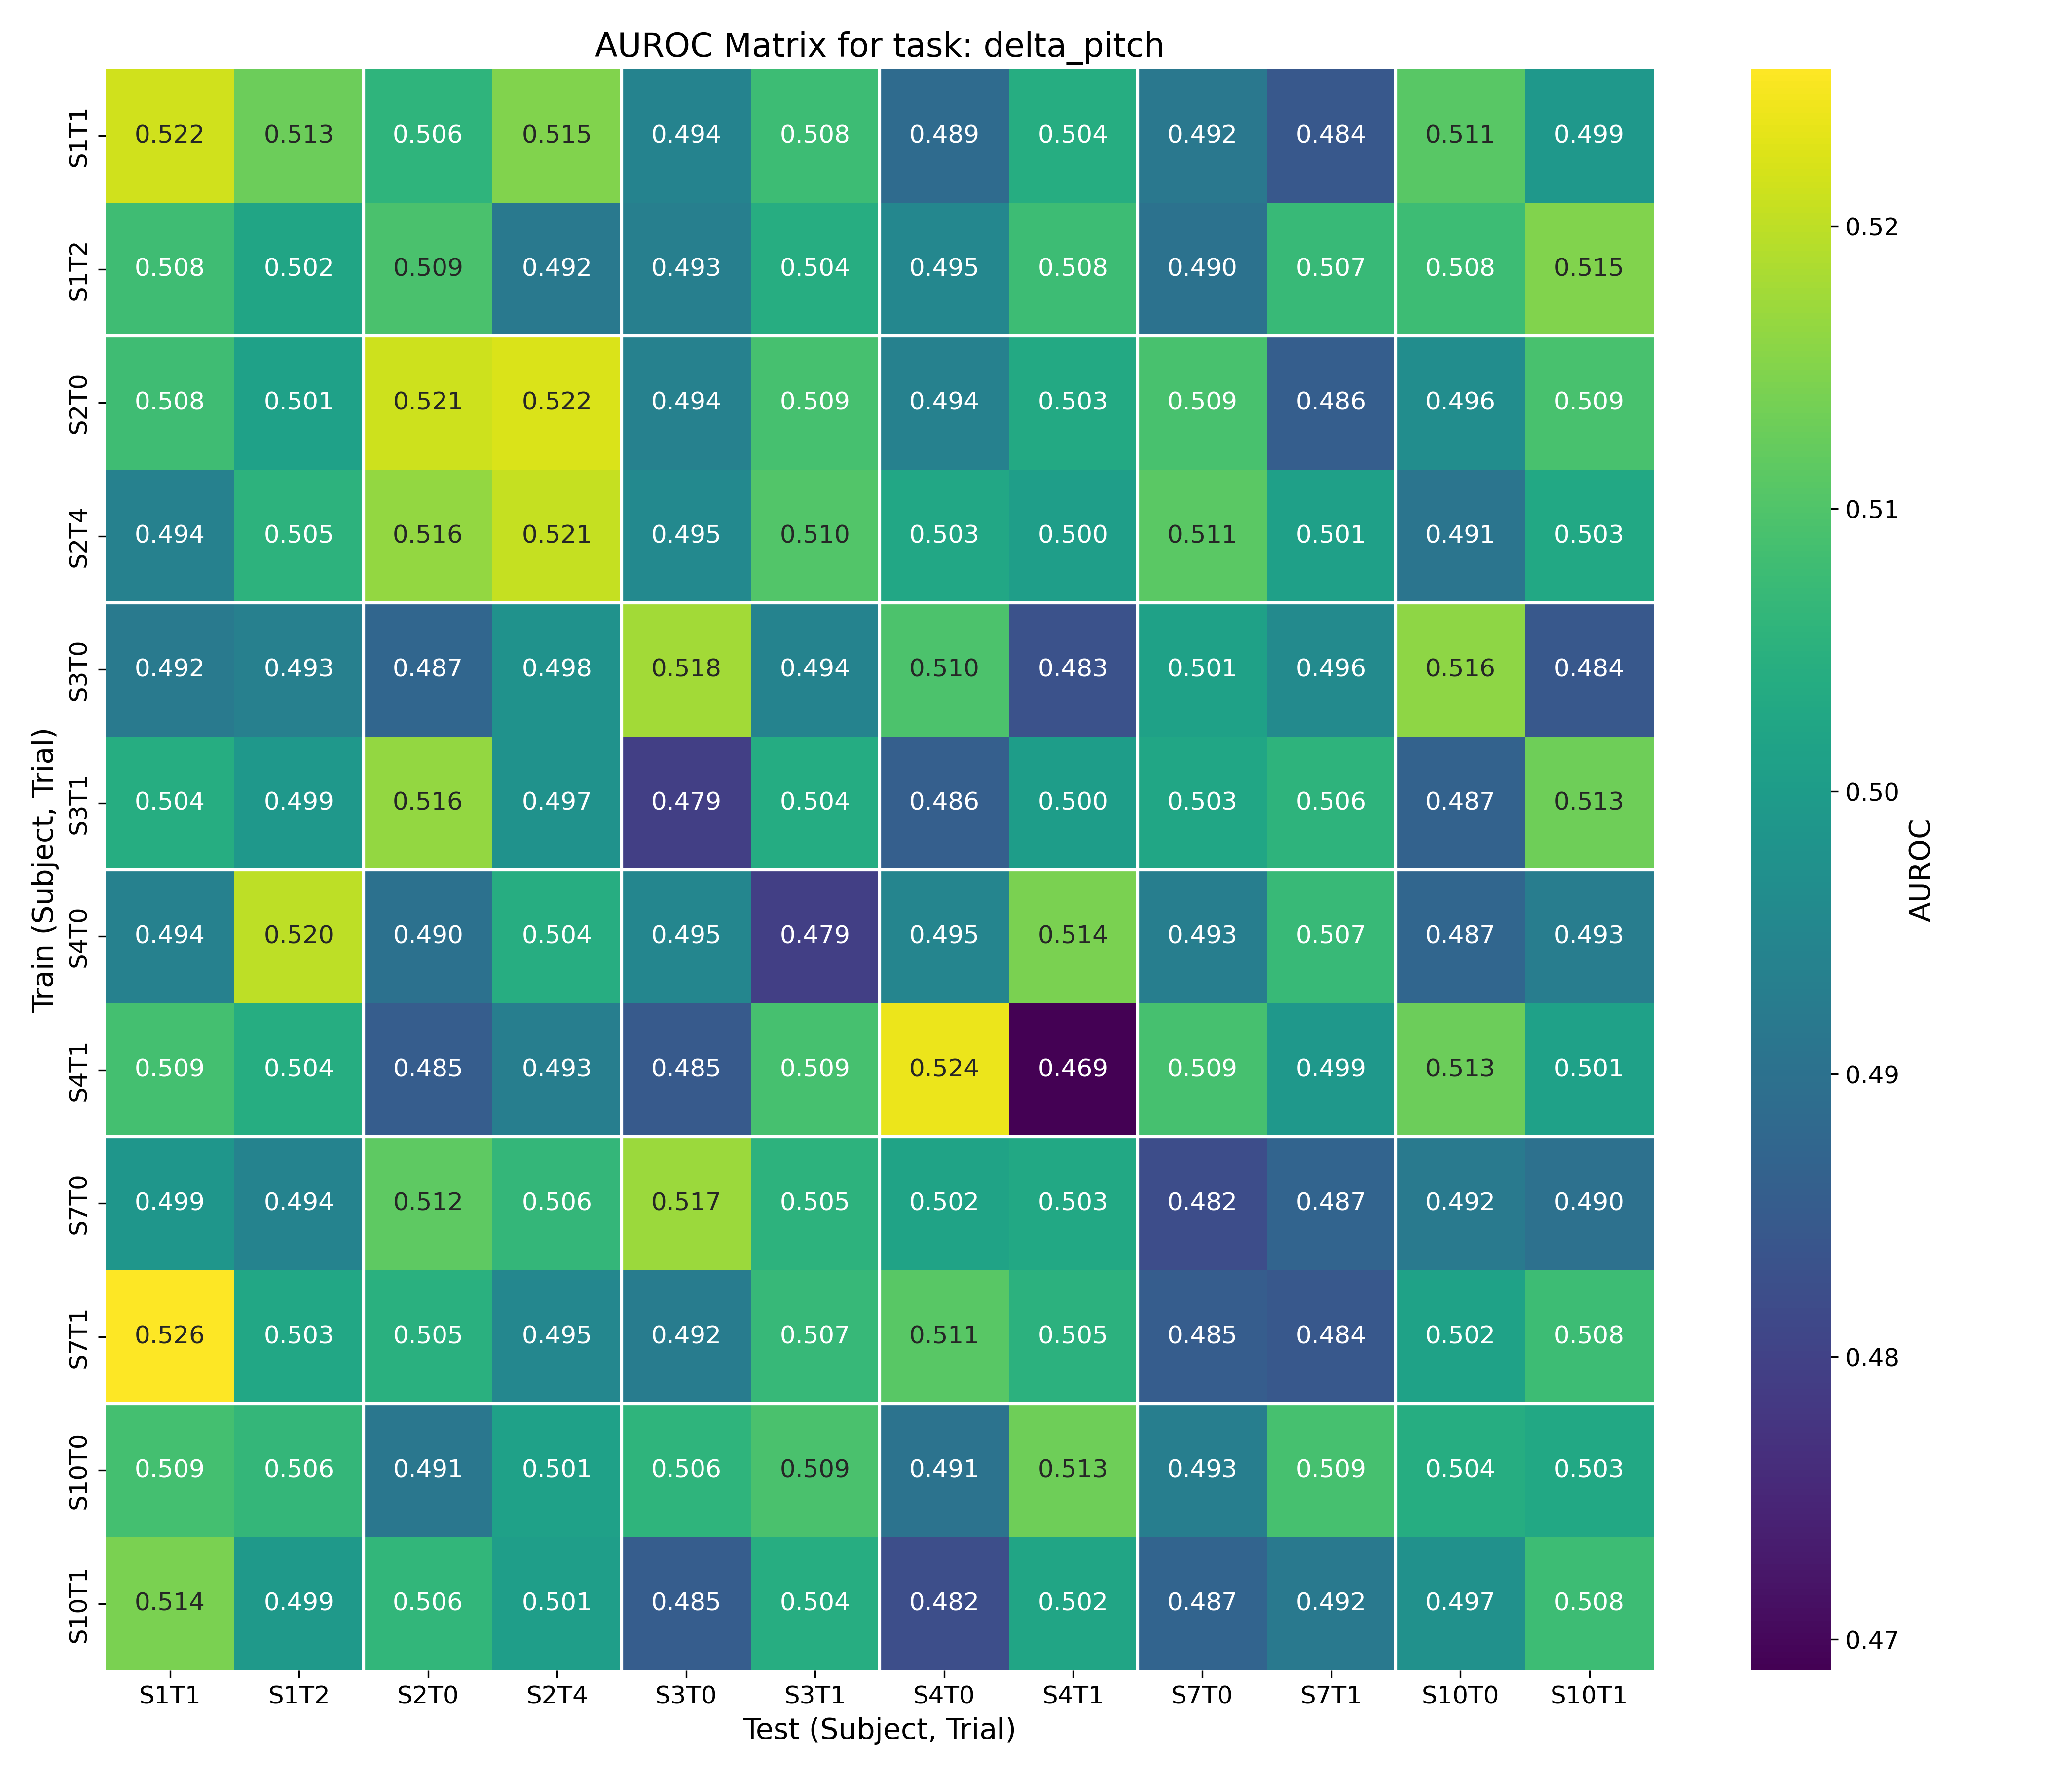 AUROC Matrix for task: delta_pitch
S1T1 0.522 0.513 0.506 0.515 0.494 0.508 0.489 0.504 0.492 0.484 0.511 0.499
S1T2 0.508 0.502 0.509 0.492 0.493 0.504 0.495 0.508 0.490 0.507 0.508 0.515
S2T0 0.508 0.501 0.521 0.522 0.494 0.509 0.494 0.503 0.509 0.486 0.496 0.509
S2T4 0.494 0.505 0.516 0.521 0.495 0.510 0.503 0.500 0.511 0.501 0.491 0.503
S3T0 0.492 0.493 0.487 0.498 0.518 0.494 0.510 0.483 0.501 0.496 0.516 0.484
S3T1 0.504 0.499 0.516 0.497 0.479 0.504 0.486 0.500 0.503 0.506 0.487 0.513
S4T0 0.494 0.520 0.490 0.504 0.495 0.479 0.495 0.514 0.493 0.507 0.487 0.493
S4T1 0.509 0.504 0.485 0.493 0.485 0.509 0.524 0.469 0.509 0.499 0.513 0.501
S7T0 0.499 0.494 0.512 0.506 0.517 0.505 0.502 0.503 0.482 0.487 0.492 0.490
S7T1 0.526 0.503 0.505 0.495 0.492 0.507 0.511 0.505 0.485 0.484 0.502 0.508
S10T0 0.509 0.506 0.491 0.501 0.506 0.509 0.491 0.513 0.493 0.509 0.504 0.503
S10T1 0.514 0.499 0.506 0.501 0.485 0.504 0.482 0.502 0.487 0.492 0.497 0.508
S1T1 S1T2 S2T0 S2T4 S3T0 S3T1 S4T0 S4T1 S7T0 S7T1 S10T0 S10T1
Test (Subject, Trial)
Train (Subject, Trial)
0.52
0.51
0.50
0.49
0.48
0.47
AUROC